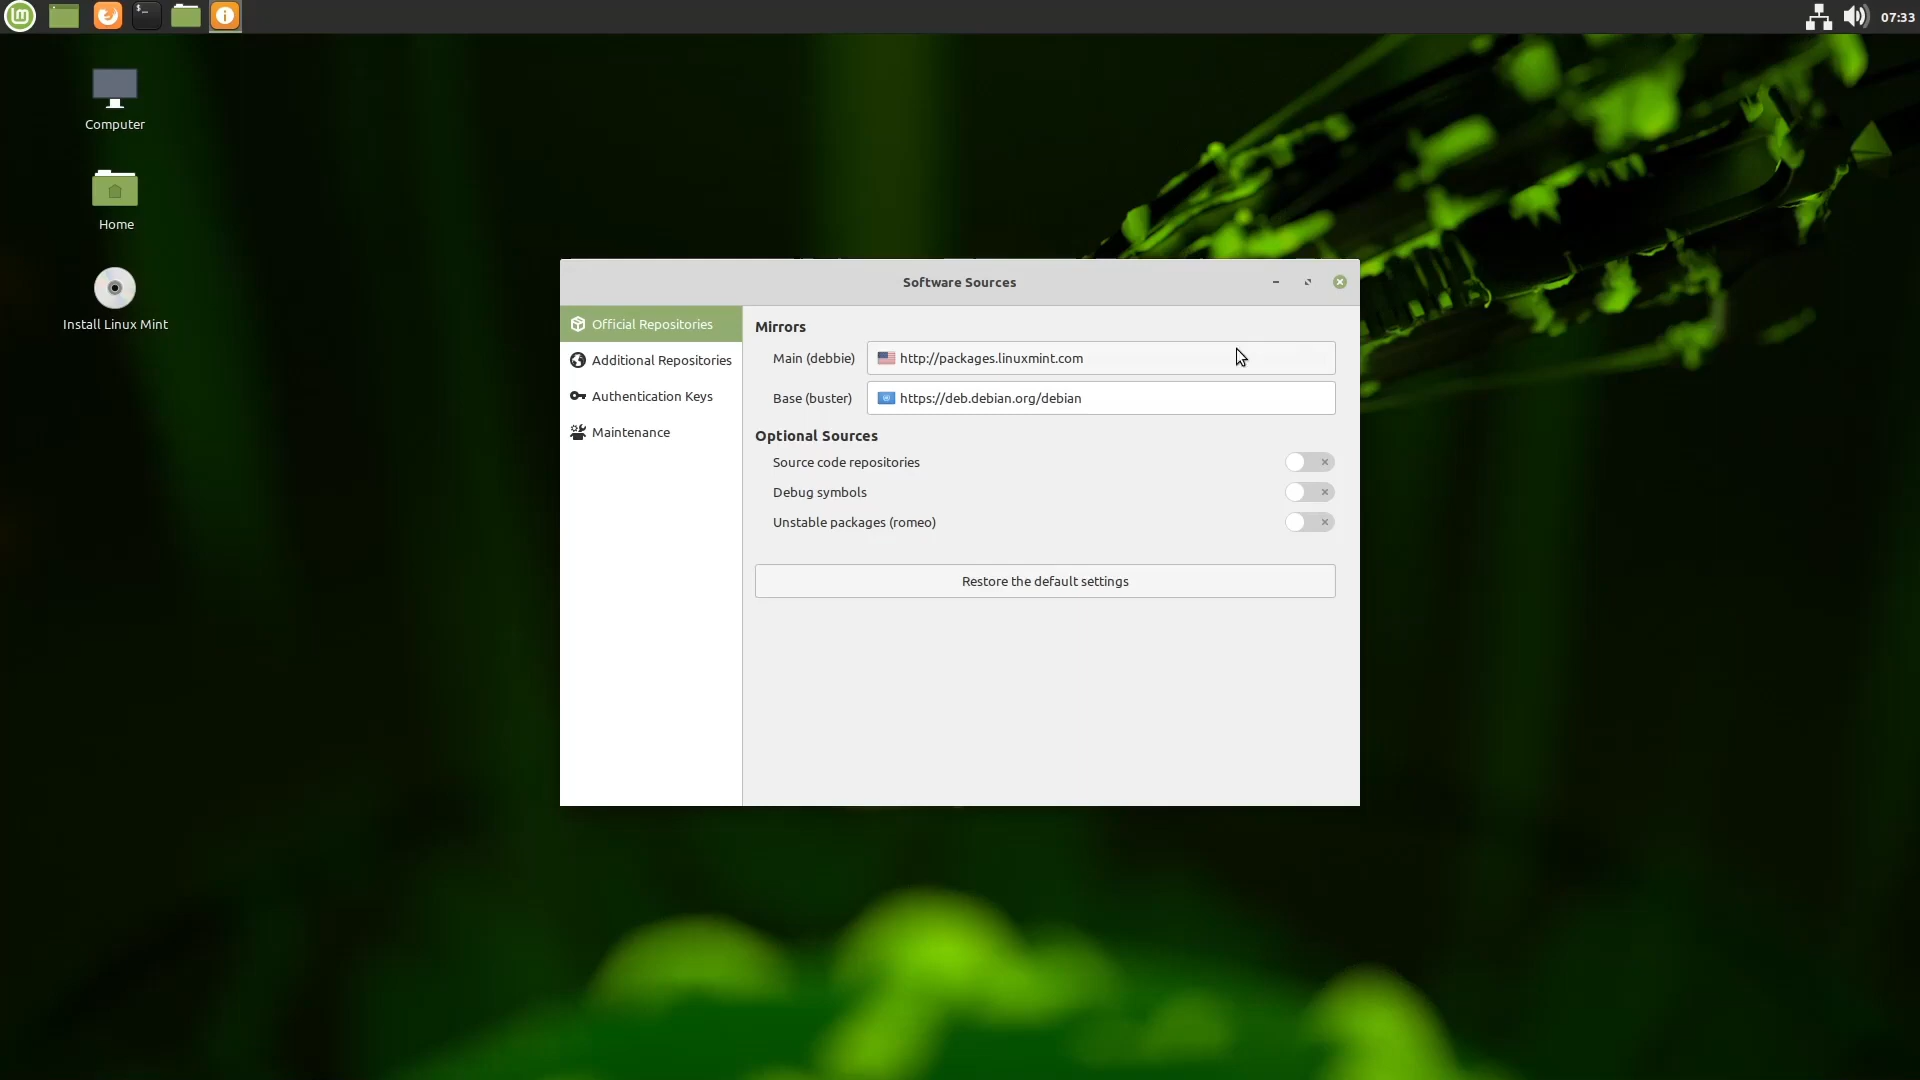 07:33
Computer
Home
Install Linux Mint
Software Sources
Official Repositories
Additional Repositories
Authentication Keys
Maintenance
Mirrors
Main (debbie) http://packages.linuxmint.com
Base (buster) https://deb.debian.org/debian
Optional Sources
Source code repositories
Debug symbols
Unstable packages (romeo)
Restore the default settings